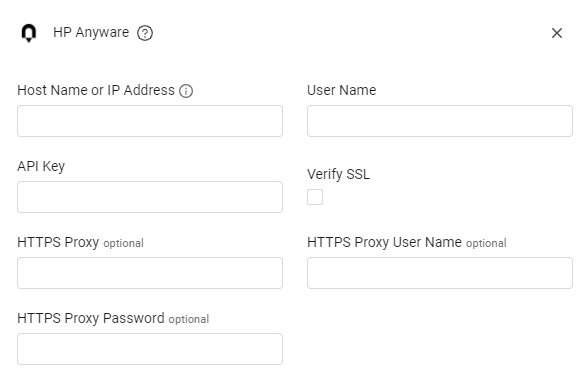 HP Anyware
Host Name or IP Address
User Name
API Key
Verify SSL
HTTPS Proxy optional
HTTPS Proxy User Name optional
HTTPS Proxy Password optional